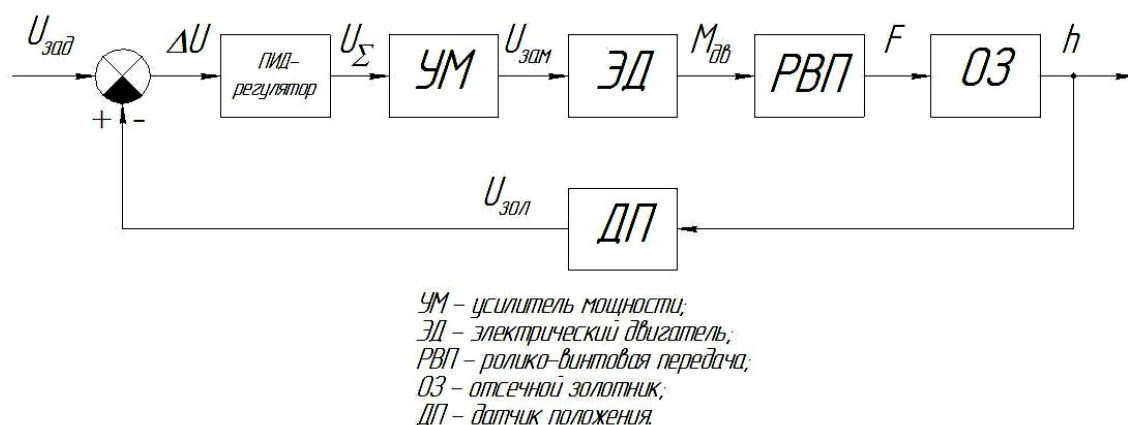 Uзад
ΔU
ПИД-
регулятор
UΣ
УМ
Uзам
ЭД
Mдв
РВП
F
ОЗ
h
+ -
Uзол
ДП
УМ – усилитель мощности;
ЭД – электрический двигатель;
РВП – ролико-винтовая передача;
ОЗ – отсечной золотник;
ДП – датчик положения.